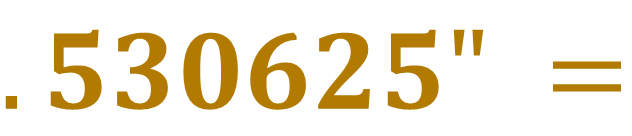 .530625" =